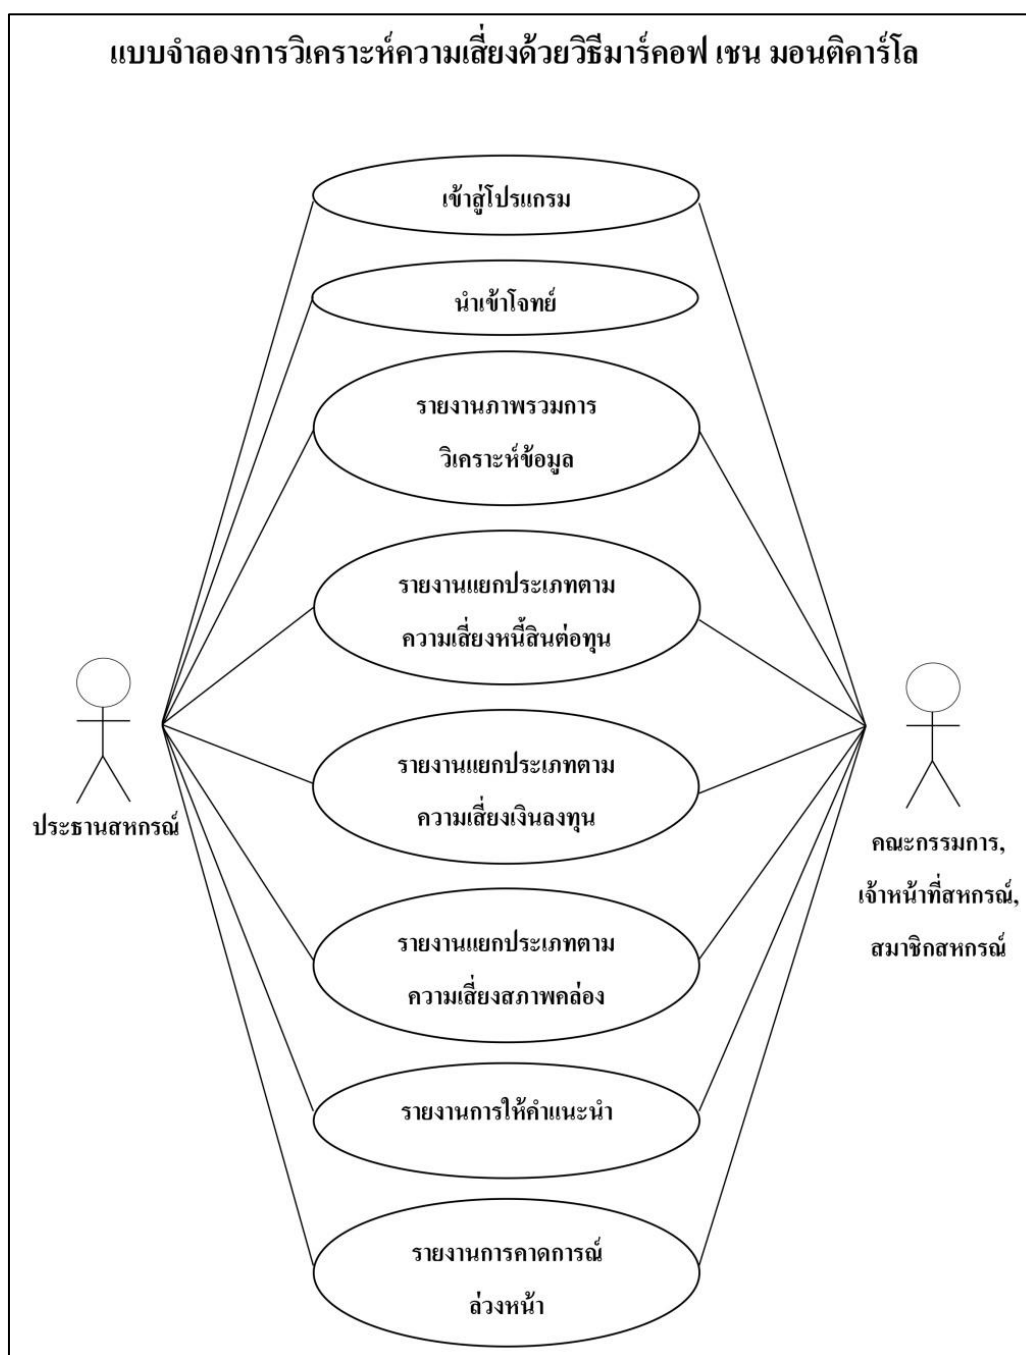 แบบจำลองการวิเคราะห์ความเสี่ยงด้วยวิธีมาร์คอฟ เชน มอนติคาร์โล
เข้าสู่โปรแกรม
นำเข้าโจทย์
รายงานภาพรวมการ
วิเคราะห์ข้อมูล
รายงานแยกประเภทตาม
ความเสี่ยงหนี้สินต่อทุน
รายงานแยกประเภทตาม
ความเสี่ยงเงินลงทุน
รายงานแยกประเภทตาม
ความเสี่ยงสภาพคล่อง
รายงานการให้คำแนะนำ
รายงานการคาดการณ์
ล่วงหน้า
ประธานสหกรณ์
คณะกรรมการ,
เจ้าหน้าที่สหกรณ์,
สมาชิกสหกรณ์